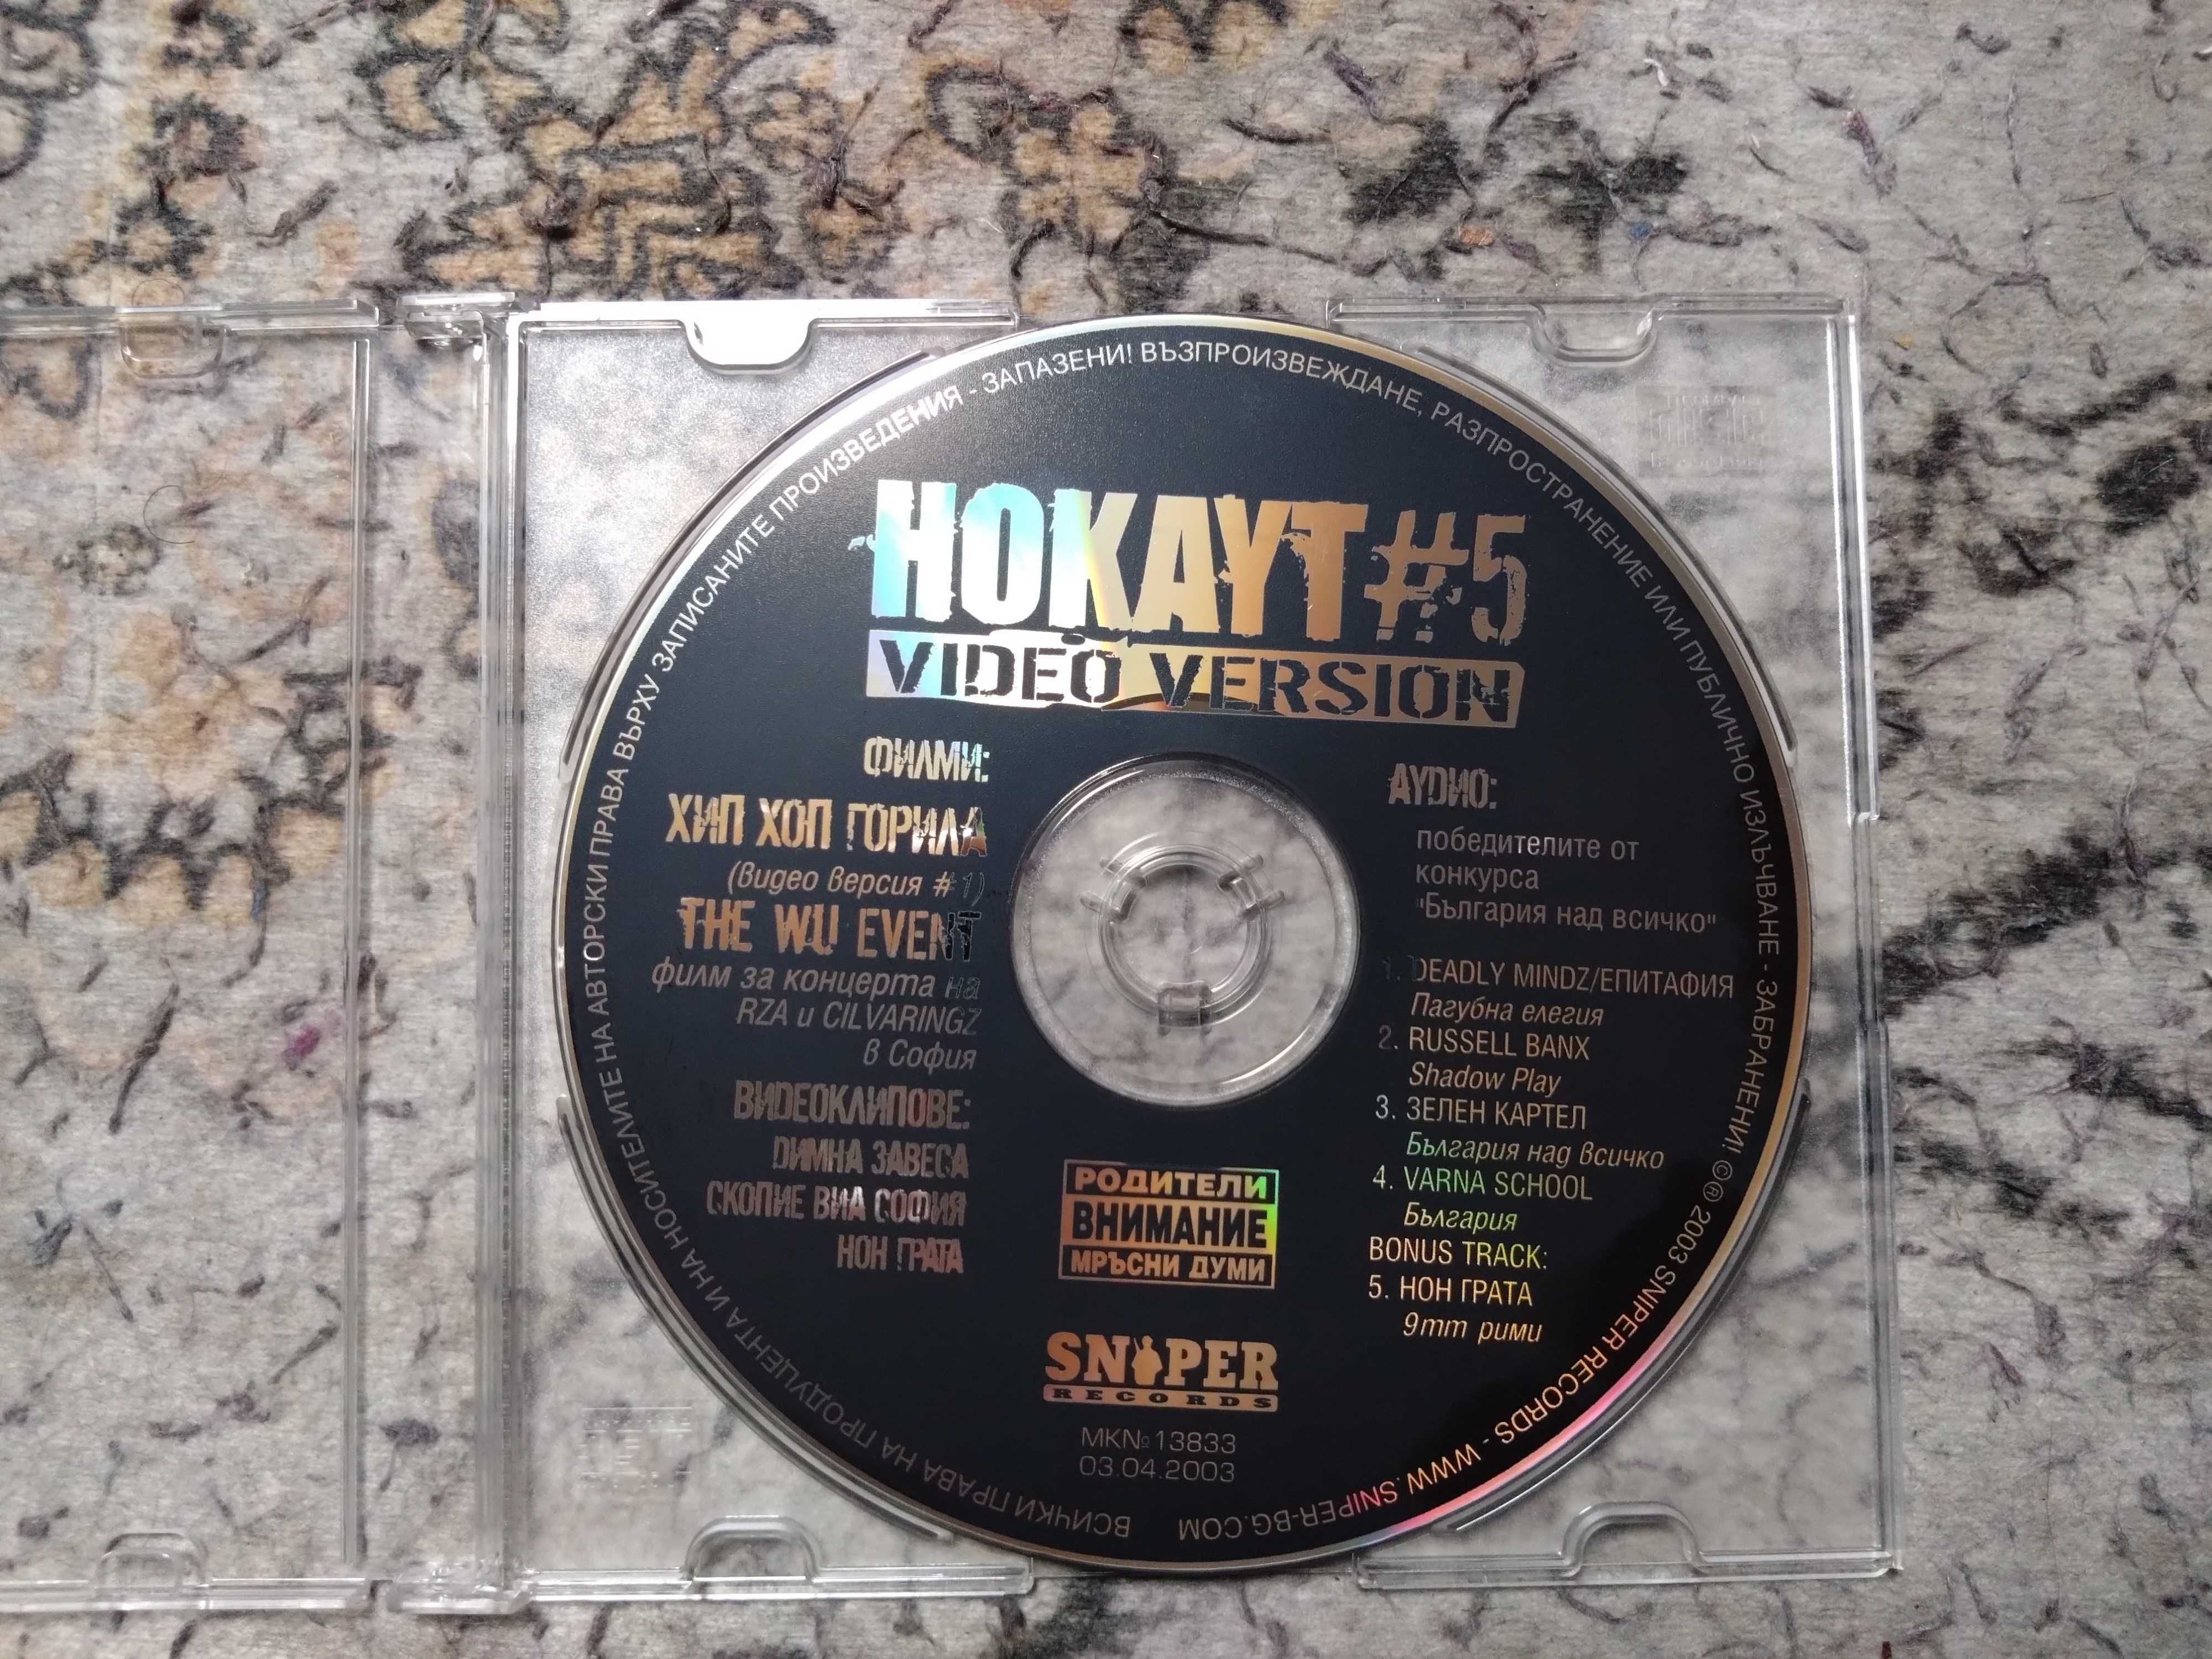 НОКАУТ#5
VIDEO VERSION
ФИЛМИ:
ХИП ХОП ГОРИЛА
(видео версия #1)
THE WU EVENT
филм за концерта на
RZA и CILVARINGZ
в София
ВИДЕОКЛИПОВЕ:
ДИМНА ЗАВЕСА
СКОПИЕ ВИА СОФИЯ
НОН ГРАТА
АУДИО:
победителите от
конкурса
"България над всичко"
1. DEADLY MINDZ/ЕПИТАФИЯ
Пагубна елегия
2. RUSSELL BANX
Shadow Play
3. ЗЕЛЕН КАРТЕЛ
България над всичко
4. VARNA SCHOOL
България
BONUS TRACK:
5. НОН ГРАТА
9mm рими
РОДИТЕЛИ
ВНИМАНИЕ
МРЪСНИ ДУМИ
SNIPER
RECORDS
MK№13833
03.04.2003
ВСИЧКИ ПРАВА НА ПРОДУЦЕНТА И НА НОСИТЕЛИТЕ НА АВТОРСКИ ПРАВА ВЪРХУ ЗАПИСАНИТЕ ПРОИЗВЕДЕНИЯ - ЗАПАЗЕНИ! ВЪЗПРОИЗВЕЖДАНЕ, РАЗПРОСТРАНЕНИЕ ИЛИ ПУБЛИЧНО ИЗЛЪЧВАНЕ - ЗАБРАНЕНИ! ©® 2003 SNIPER RECORDS - WWW.SNIPER-BG.COM